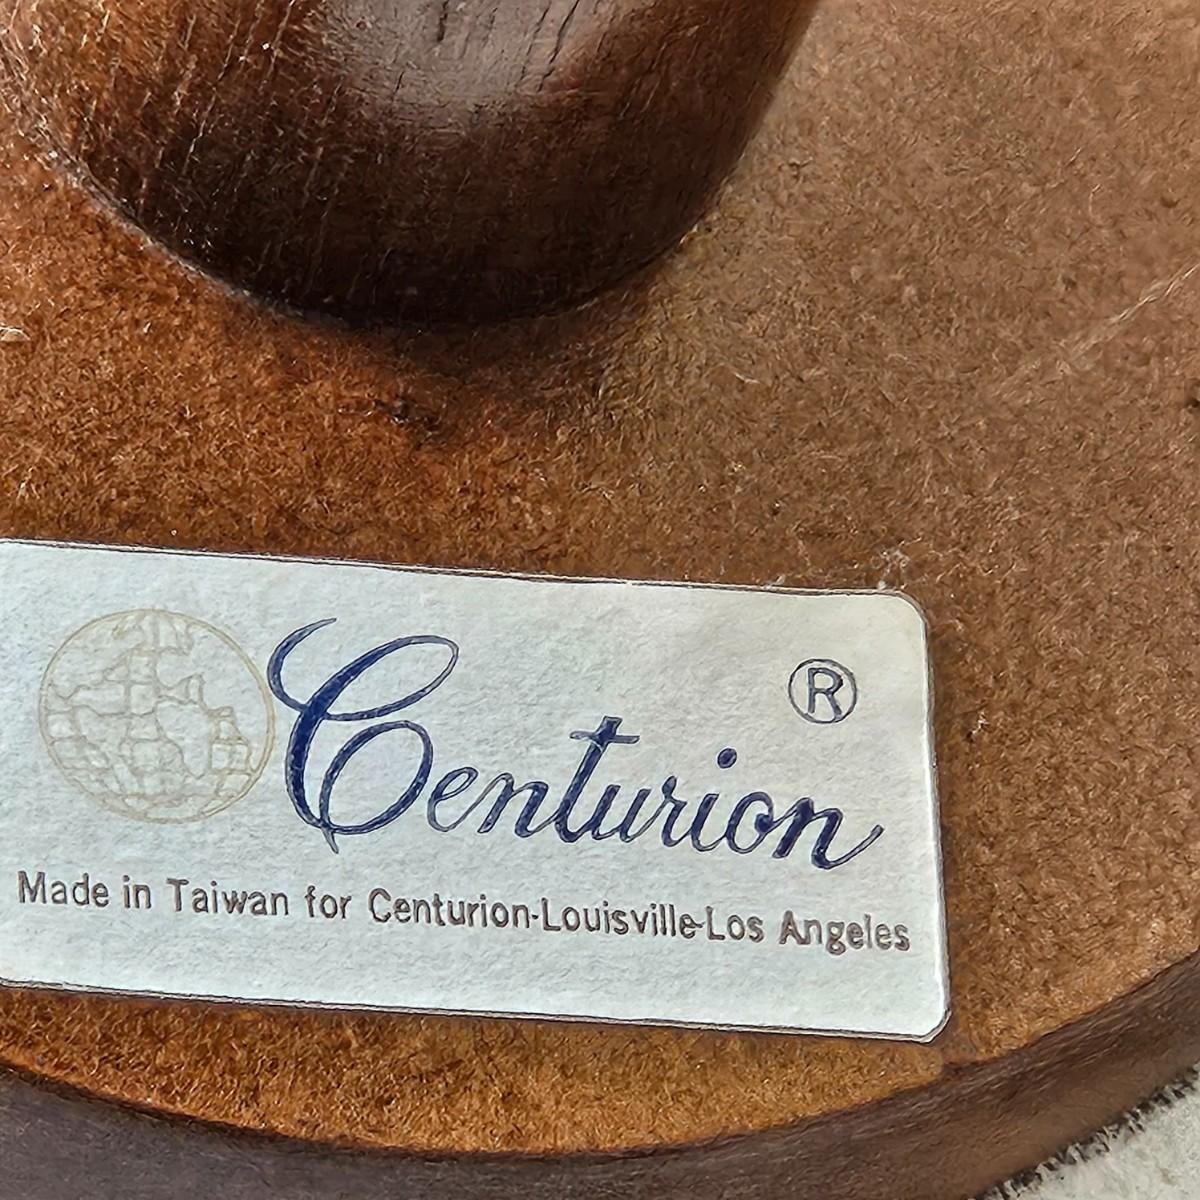 Centurion ®
Made in Taiwan for Centurion-Louisville-Los Angeles